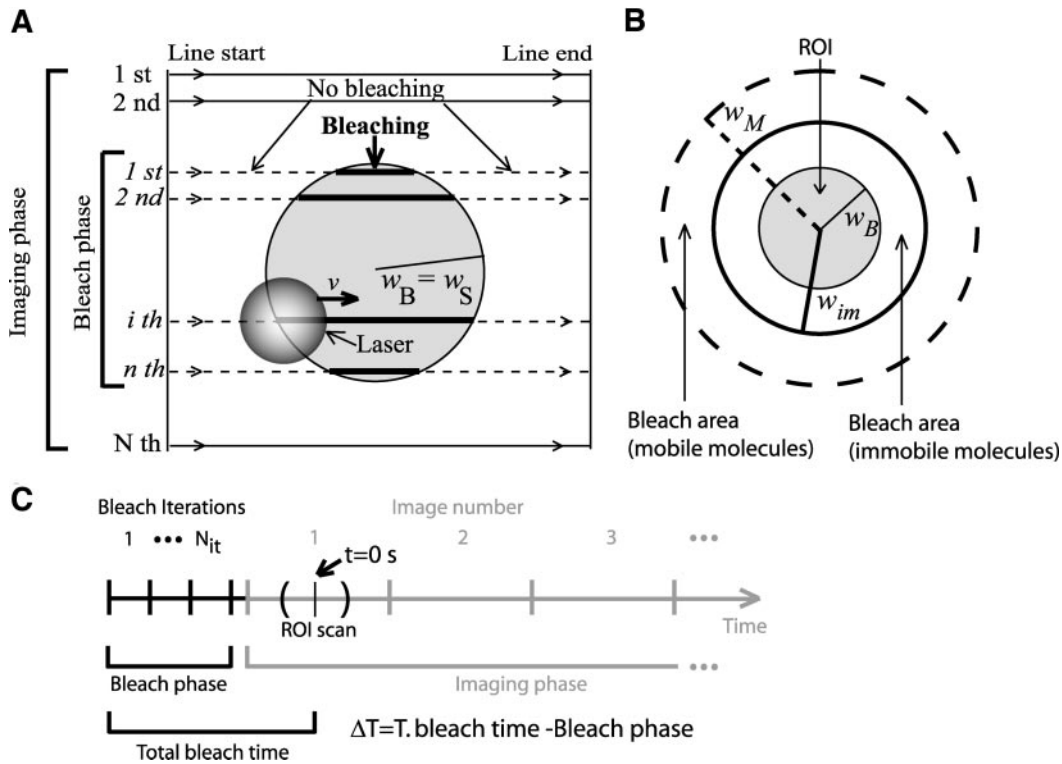 A
Line start
Line end
1 st
2 nd
No bleaching
Bleaching
1 st
2 nd
w_B = w_S
v
i th
Laser
n th
N th
Imaging phase
Bleach phase
B
ROI
w_M
w_B
w_im
Bleach area
(mobile molecules)
Bleach area
(immobile molecules)
C
Bleach Iterations
1 ••• N_it
Image number
1 2 3 •••
t=0 s
( )
ROI scan
Time
Bleach phase
Imaging phase
•••
Total bleach time
ΔT=T. bleach time -Bleach phase